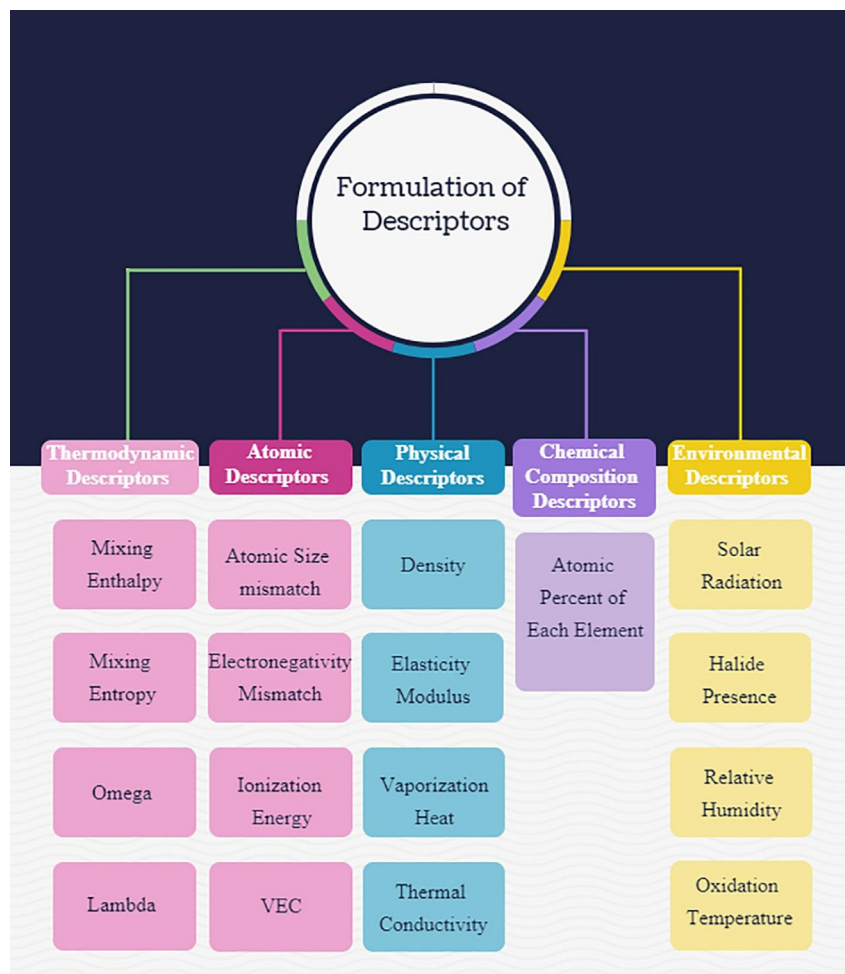 Formulation of
Descriptors
Thermodynamic
Descriptors
Mixing
Enthalpy
Mixing
Entropy
Omega
Lambda
Atomic
Descriptors
Atomic Size
mismatch
Electronegativity
Mismatch
Ionization
Energy
VEC
Physical
Descriptors
Density
Elasticity
Modulus
Vaporization
Heat
Thermal
Conductivity
Chemical
Composition
Descriptors
Atomic
Percent of
Each Element
Environmental
Descriptors
Solar
Radiation
Halide
Presence
Relative
Humidity
Oxidation
Temperature